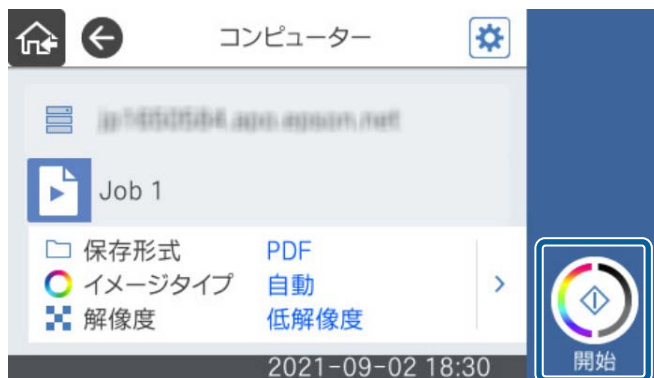 コンピューター
Job 1
保存形式 PDF
イメージタイプ 自動
解像度 低解像度
2021-09-02 18:30
開始